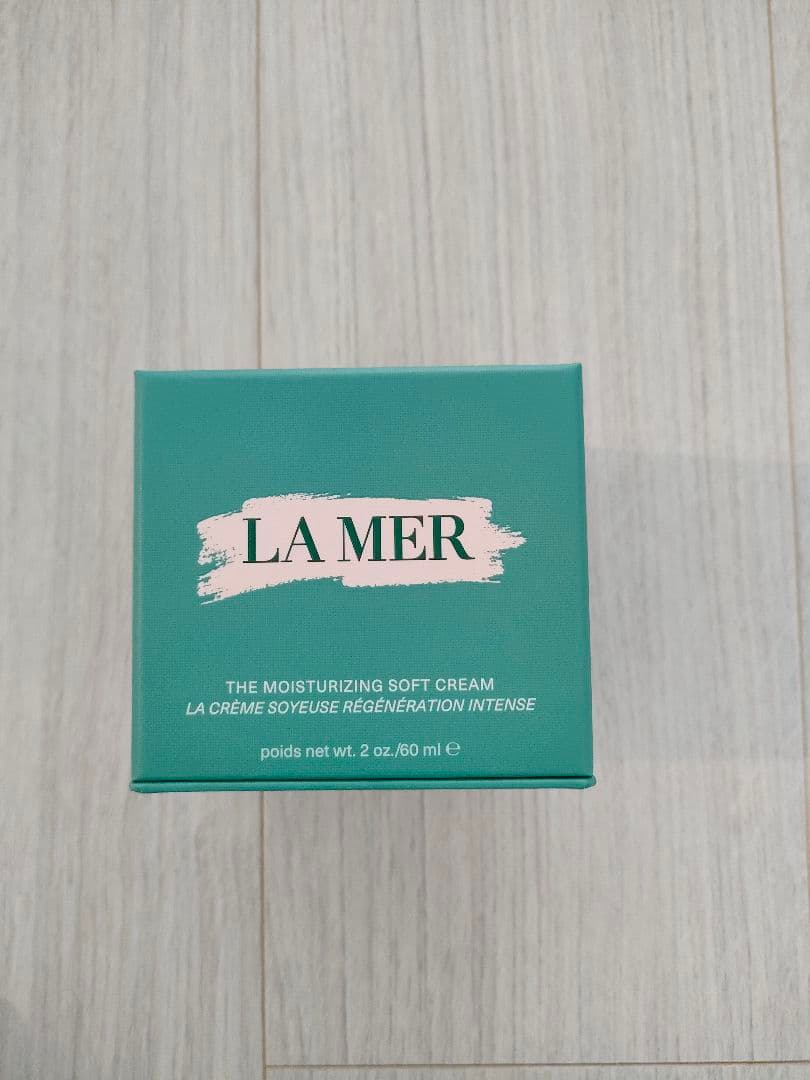 LA MER
THE MOISTURIZING SOFT CREAM
LA CRÈME SOYEUSE RÉGÉNÉRATION INTENSE
poids net wt. 2 oz./60 ml ℮